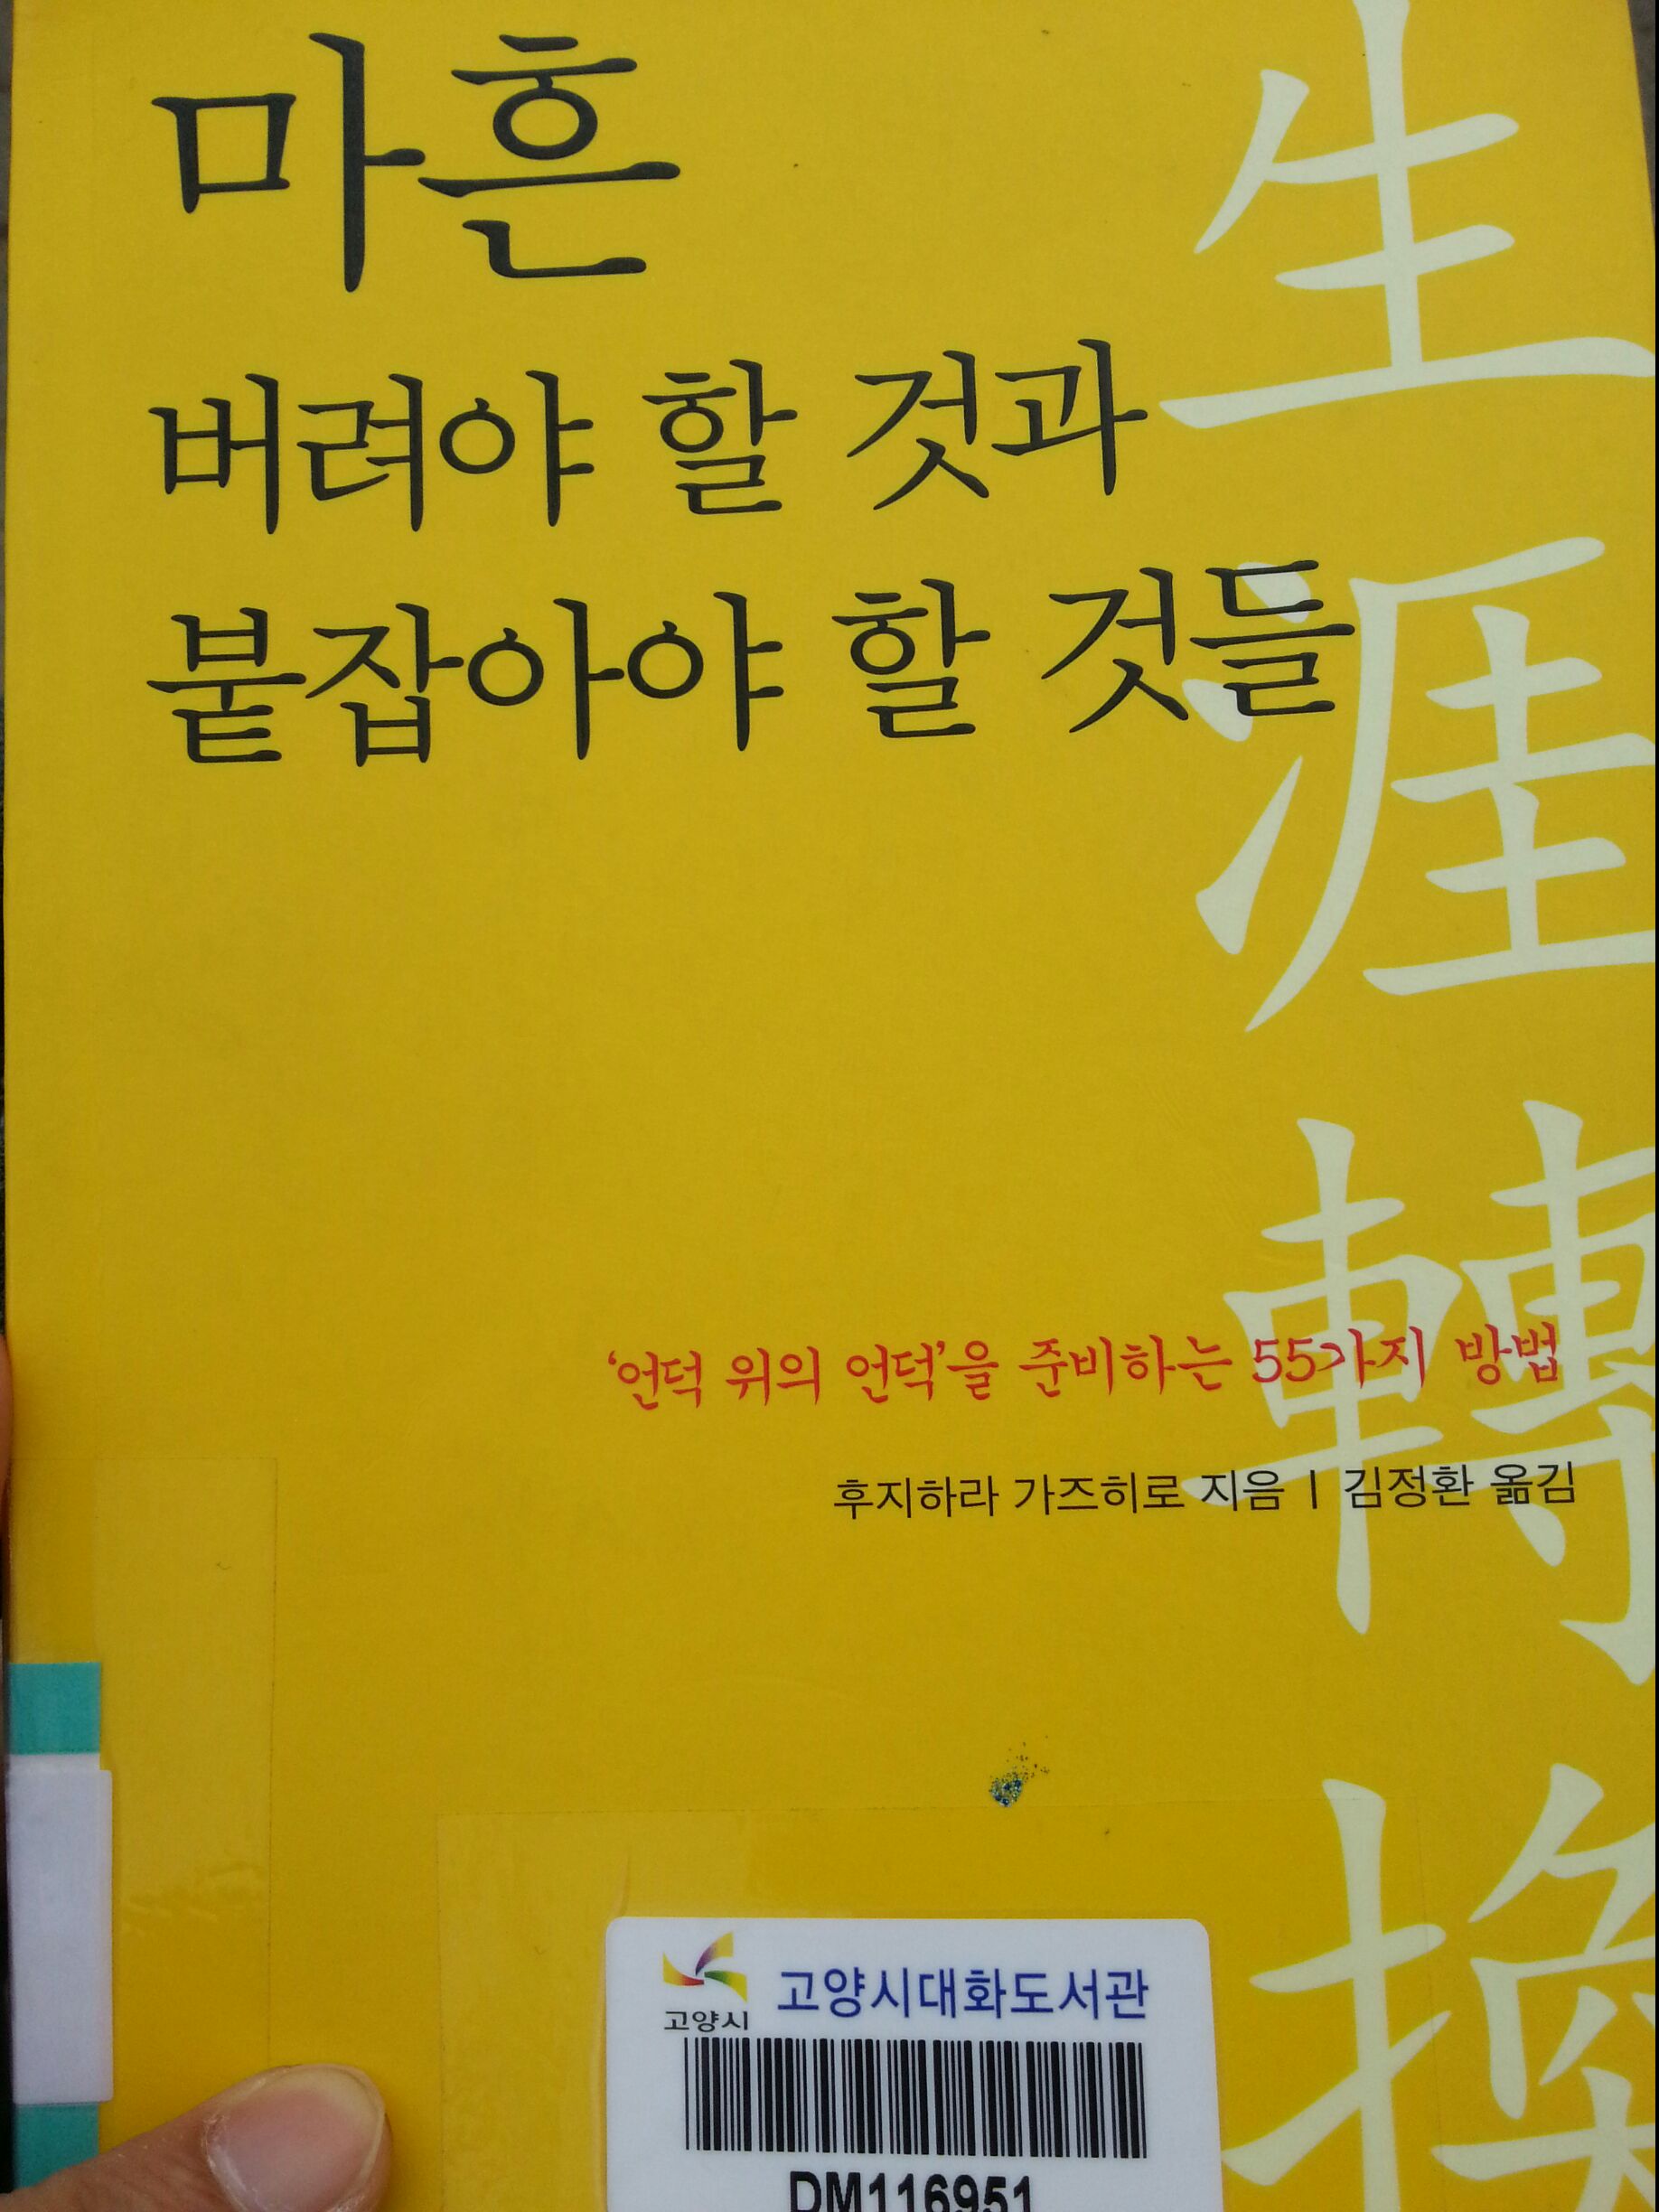 마흔
버려야 할 것과
붙잡아야 할 것들
生
涯
轉
換
'언덕 위의 언덕'을 준비하는 55가지 방법
후지하라 가즈히로 지음 | 김정환 옮김
고양시
고양시대화도서관
DM116951